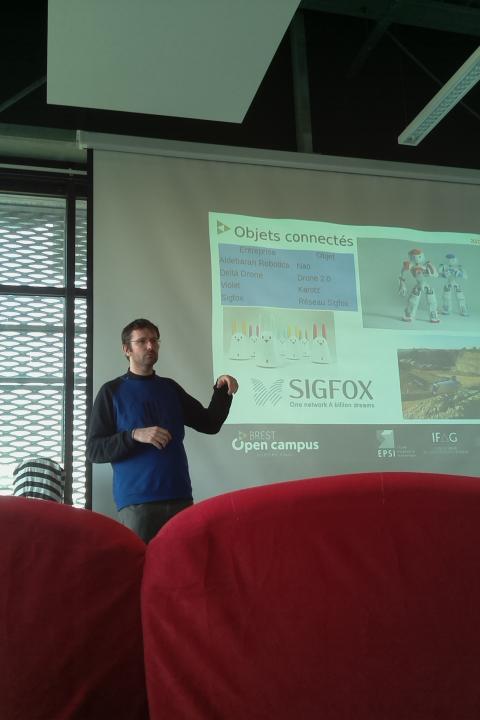 Objets connectés
Entreprise Objet
Aldebaran Robotics Nao
Delta Drone Drone 2.0
Violet Karotz
Sigfox Réseau Sigfox
SIGFOX
One network A billion dreams
BREST
Open campus
EPSI
IFAG